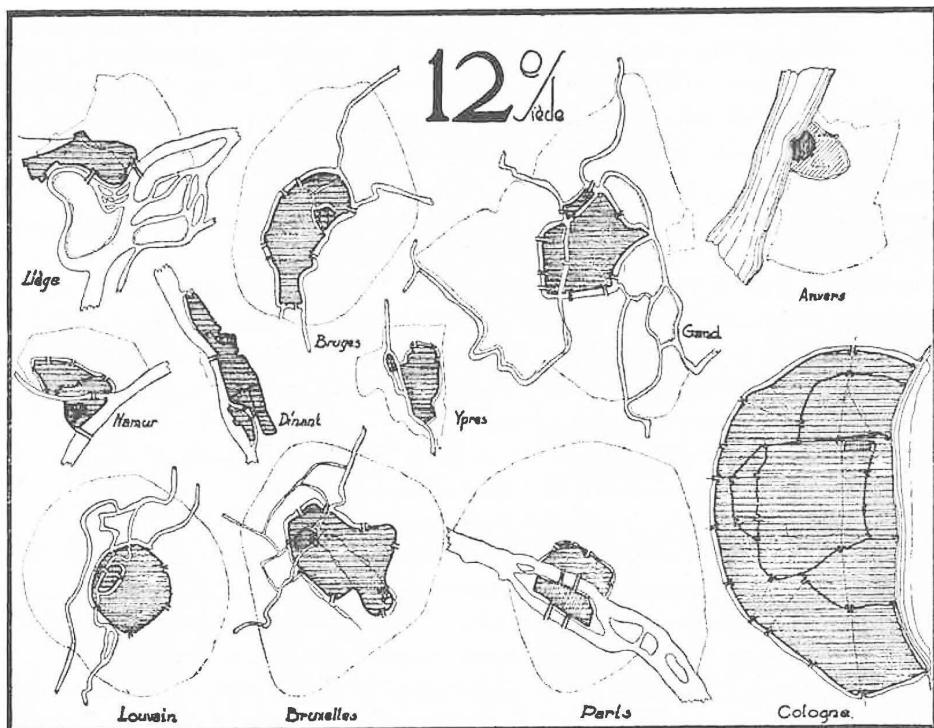 12e Siècle
Liège
Bruges
Gand
Anvers
Namur
Dinant
Ypres
Louvain
Bruxelles
Paris
Cologne